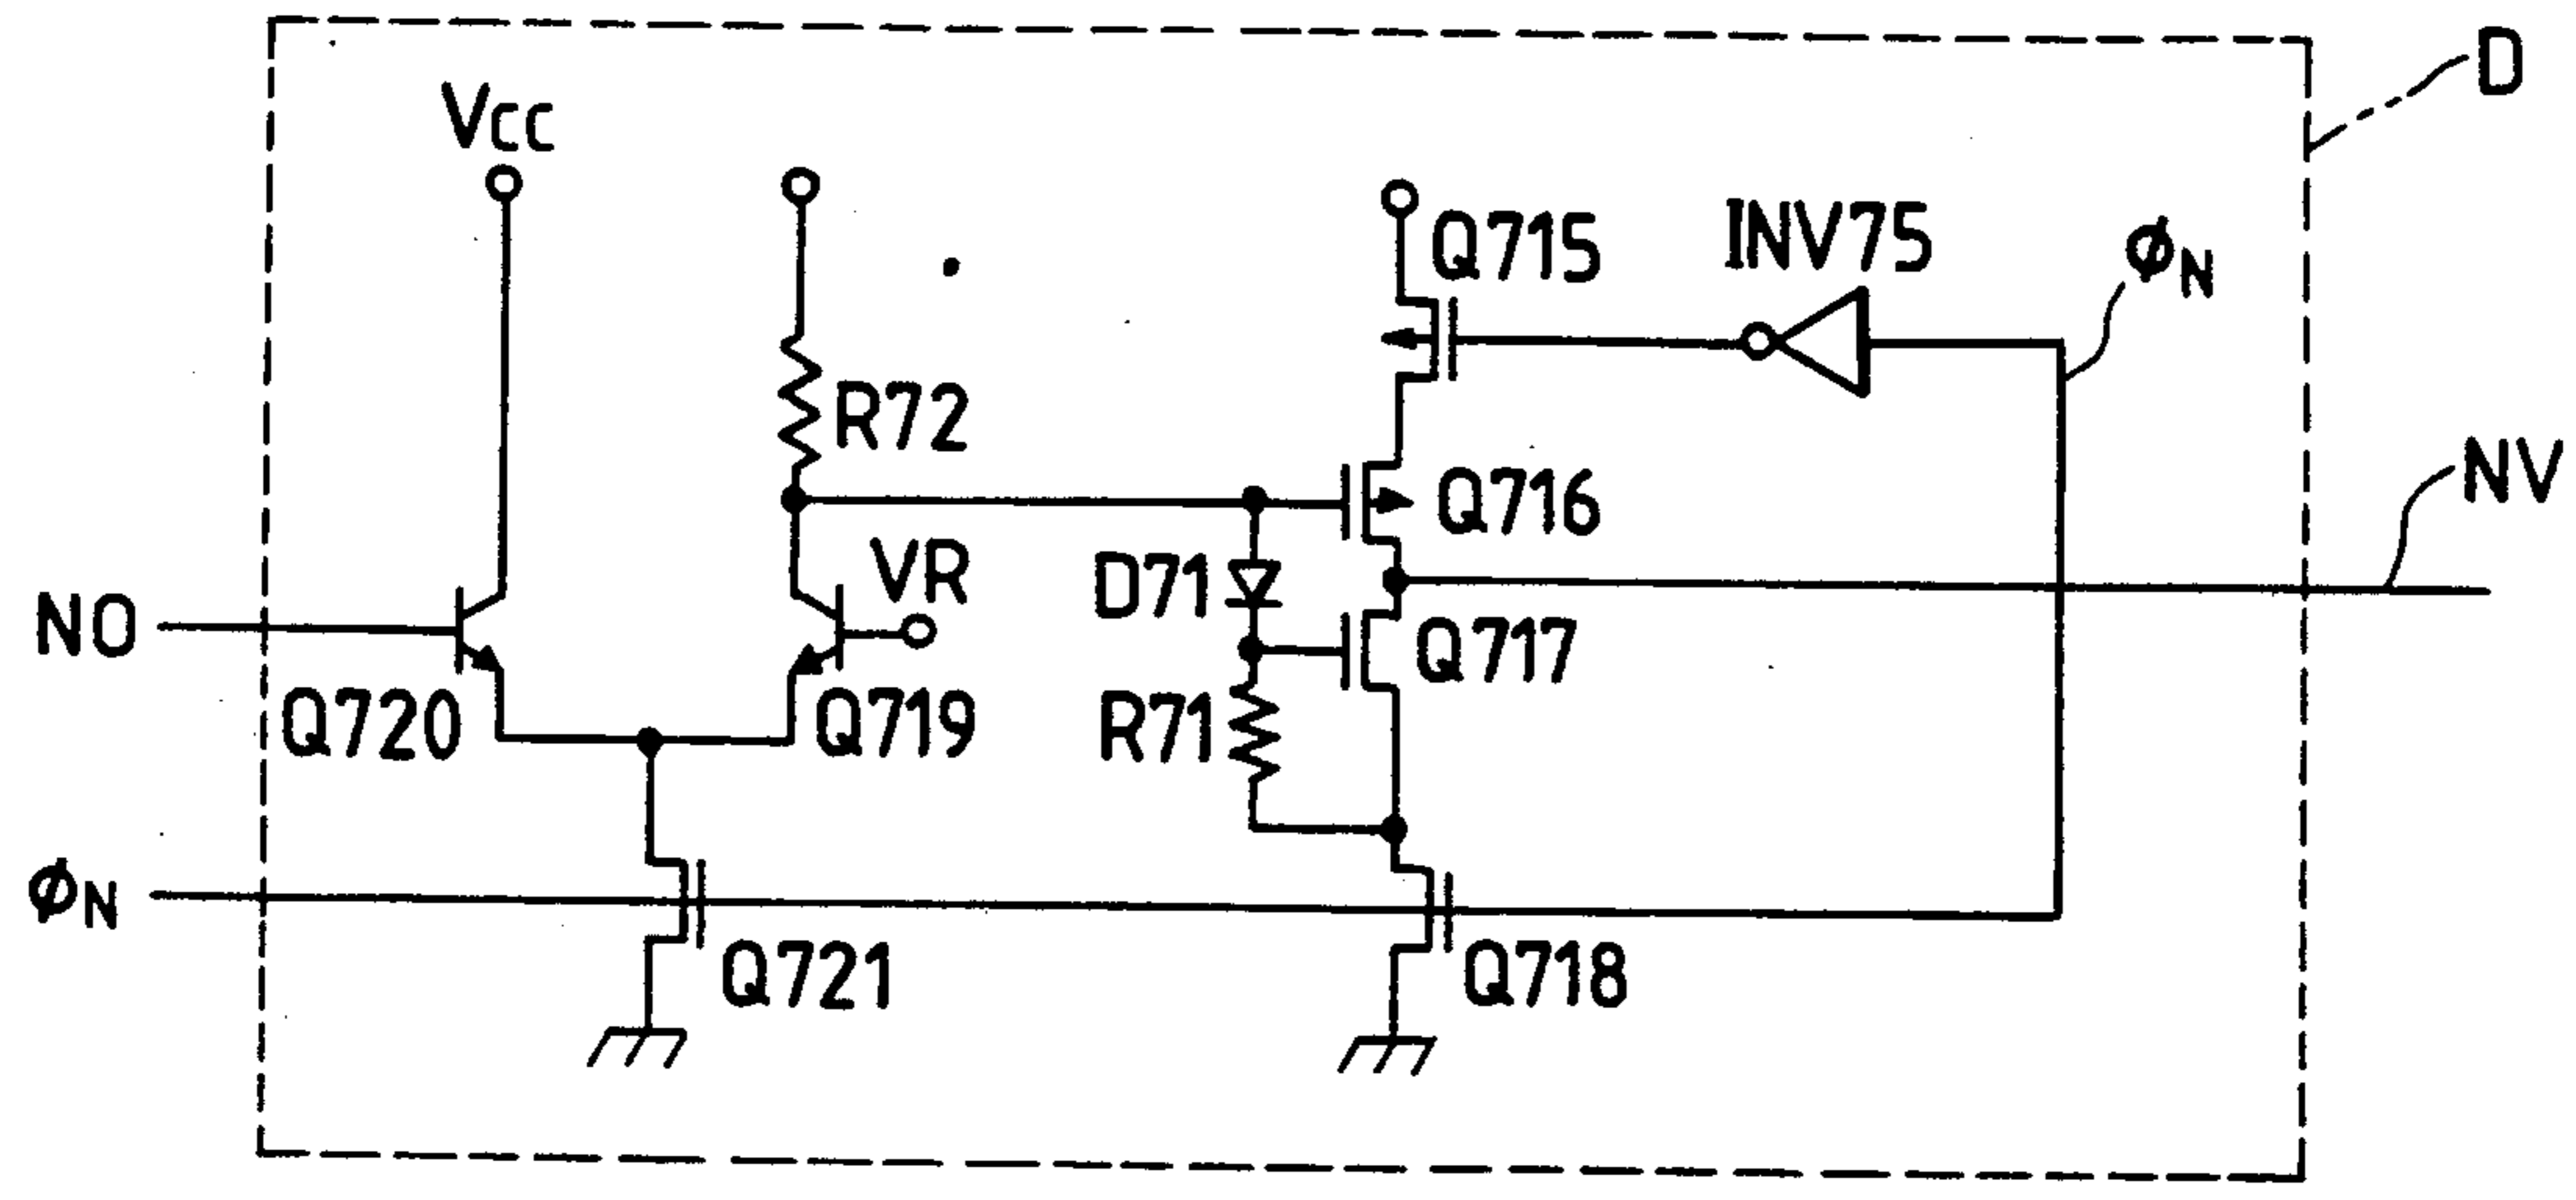 D
Vcc
Q715
INV75
φN
R72
NV
Q716
VR
D71
NO
Q717
Q720
Q719
R71
φN
Q721
Q718